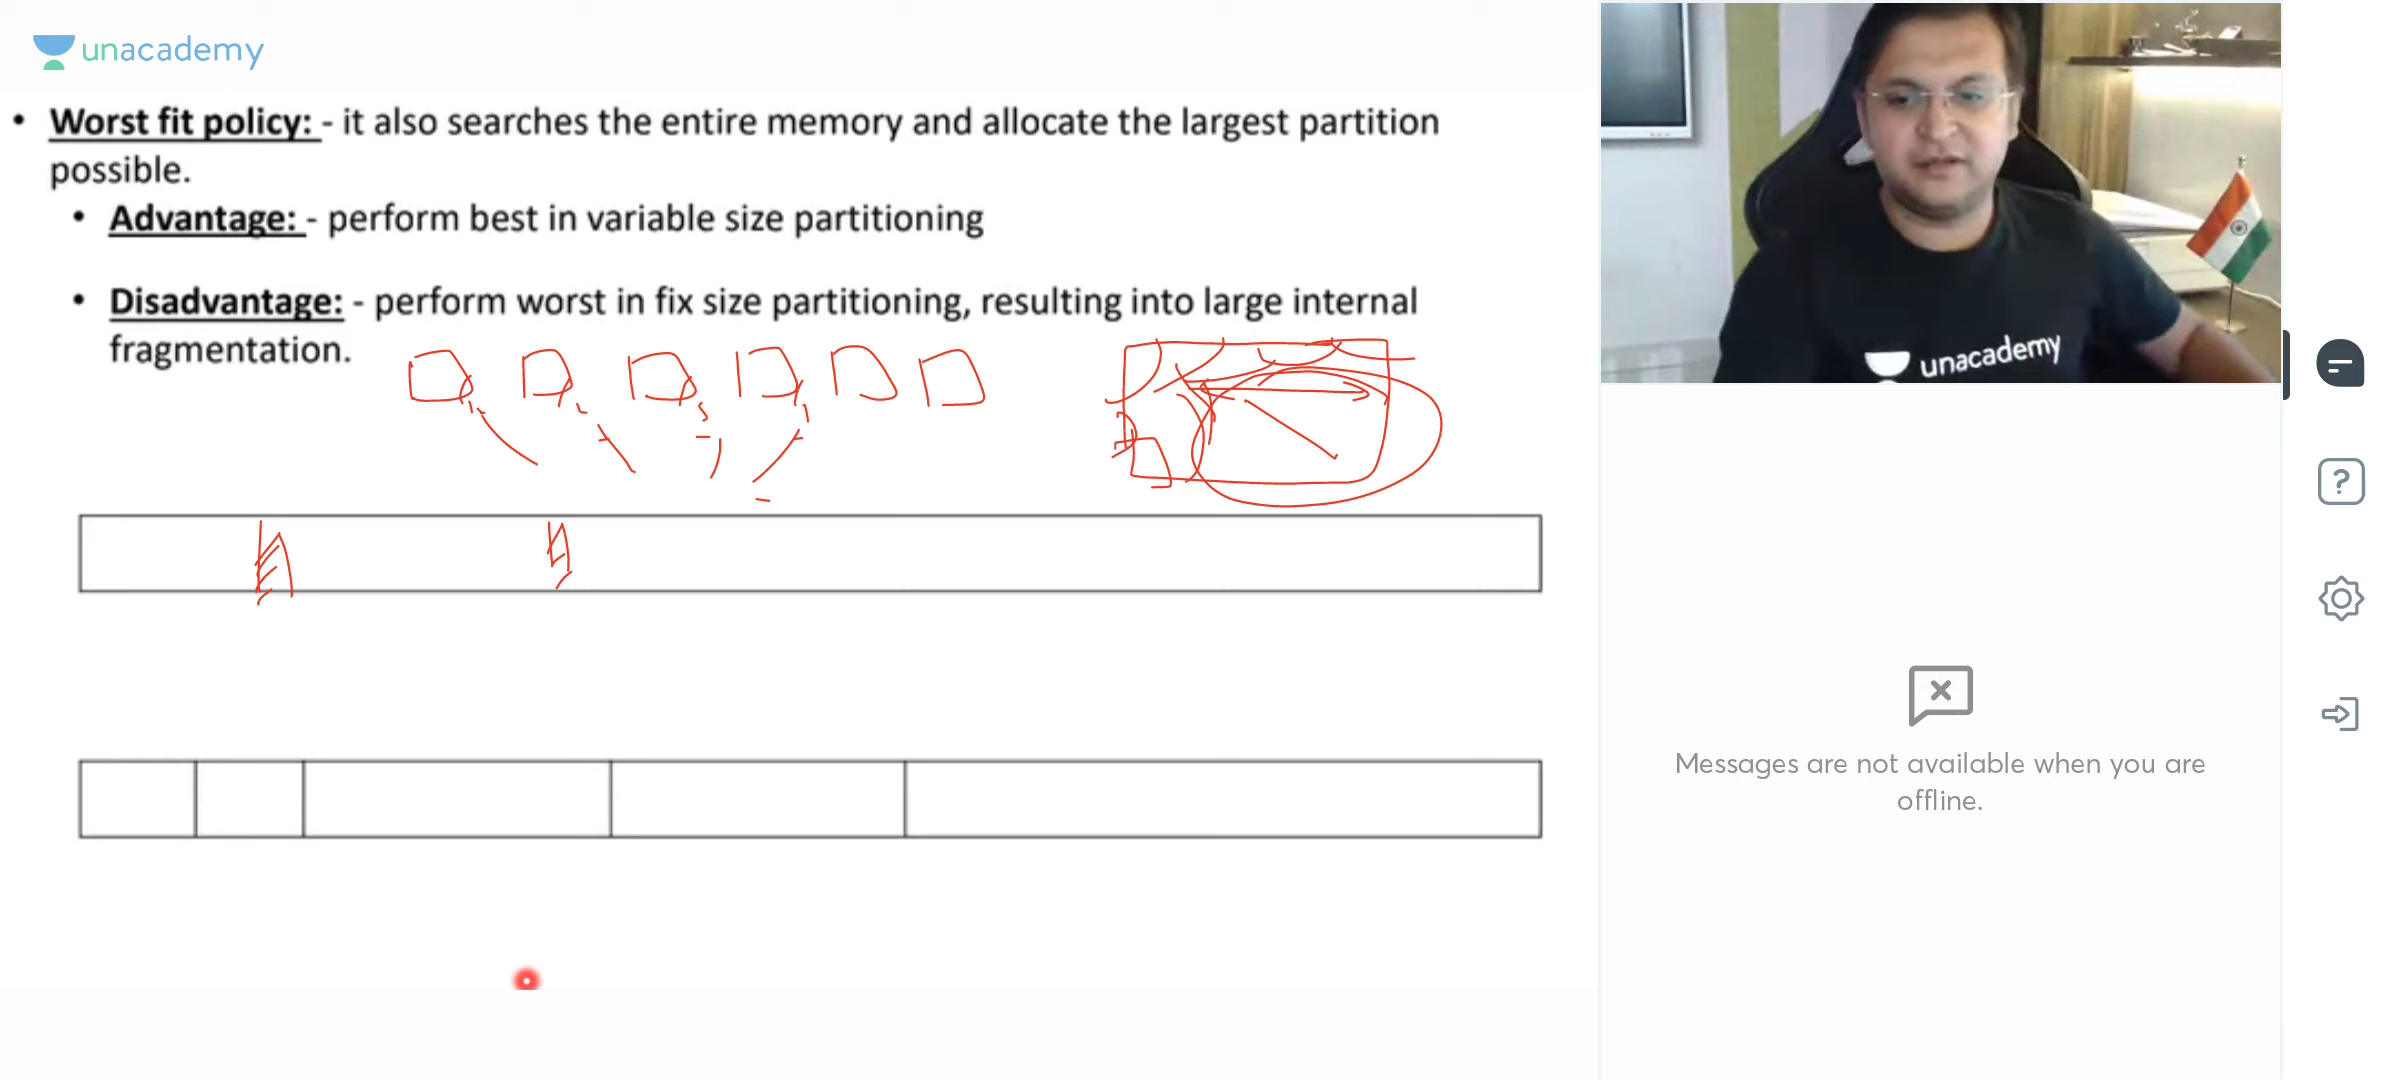 unacademy
• Worst fit policy: - it also searches the entire memory and allocate the largest partition
possible.
• Advantage: - perform best in variable size partitioning
• Disadvantage: - perform worst in fix size partitioning, resulting into large internal
fragmentation.
unacademy
?
Messages are not available when you are
offline.